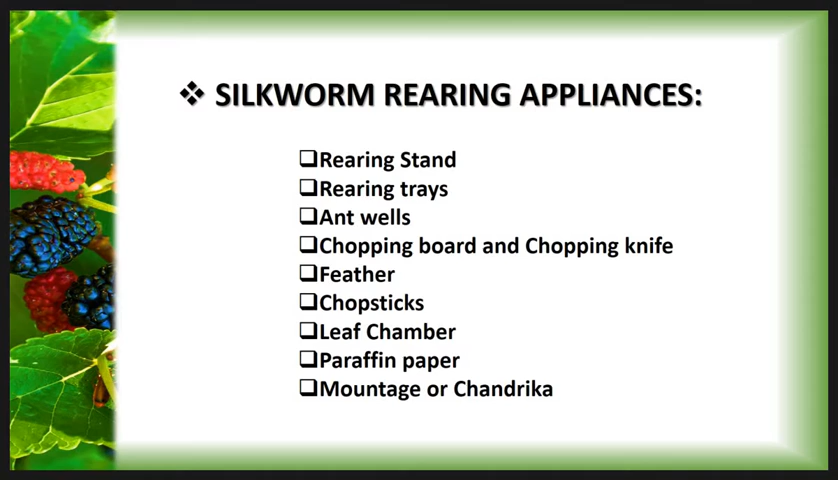 ❖ SILKWORM REARING APPLIANCES:
❑Rearing Stand
❑Rearing trays
❑Ant wells
❑Chopping board and Chopping knife
❑Feather
❑Chopsticks
❑Leaf Chamber
❑Paraffin paper
❑Mountage or Chandrika